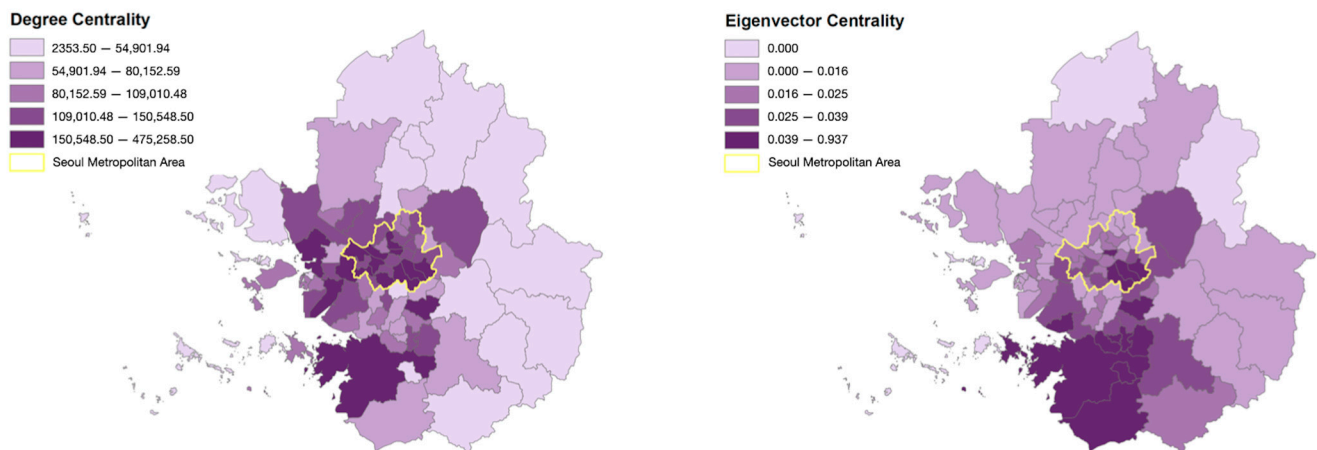 Degree Centrality
2353.50 — 54,901.94
54,901.94 — 80,152.59
80,152.59 — 109,010.48
109,010.48 — 150,548.50
150,548.50 — 475,258.50
Seoul Metropolitan Area
Eigenvector Centrality
0.000
0.000 — 0.016
0.016 — 0.025
0.025 — 0.039
0.039 — 0.937
Seoul Metropolitan Area